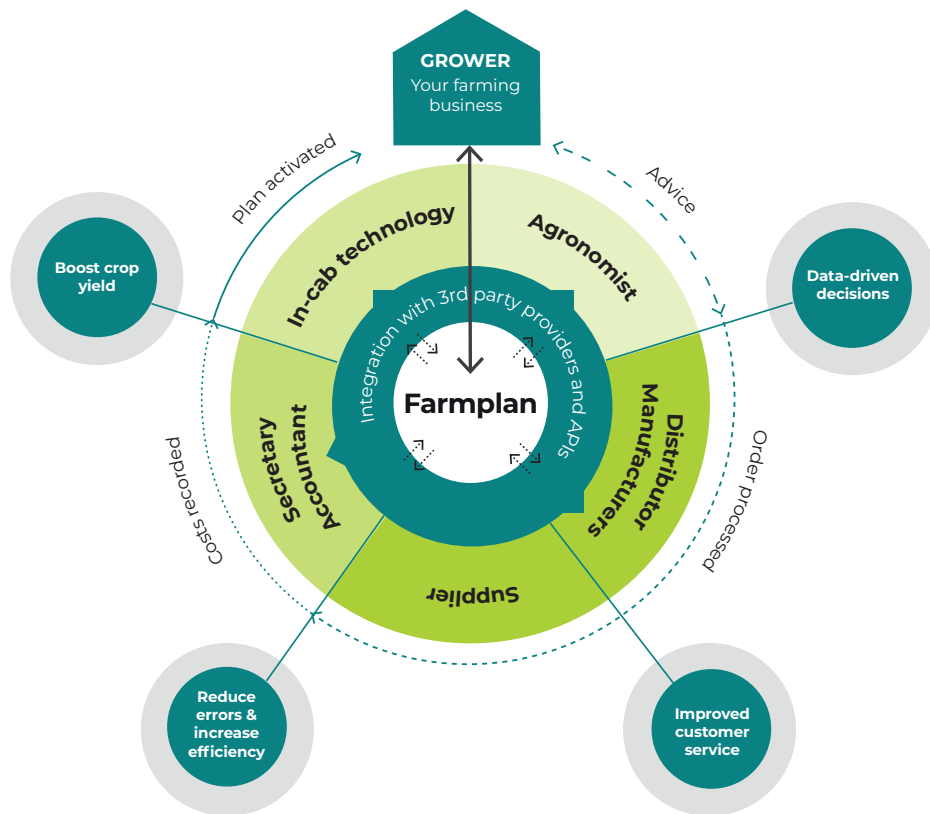 GROWER
Your farming
business
Plan activated
Advice
In-cab technology
Agronomist
Boost crop
yield
Data-driven
decisions
Integration with 3rd party providers and APIs
Farmplan
Secretary
Accountant
Distributor
Manufacturers
Costs recorded
Order processed
Supplier
Reduce
errors &
increase
efficiency
Improved
customer
service